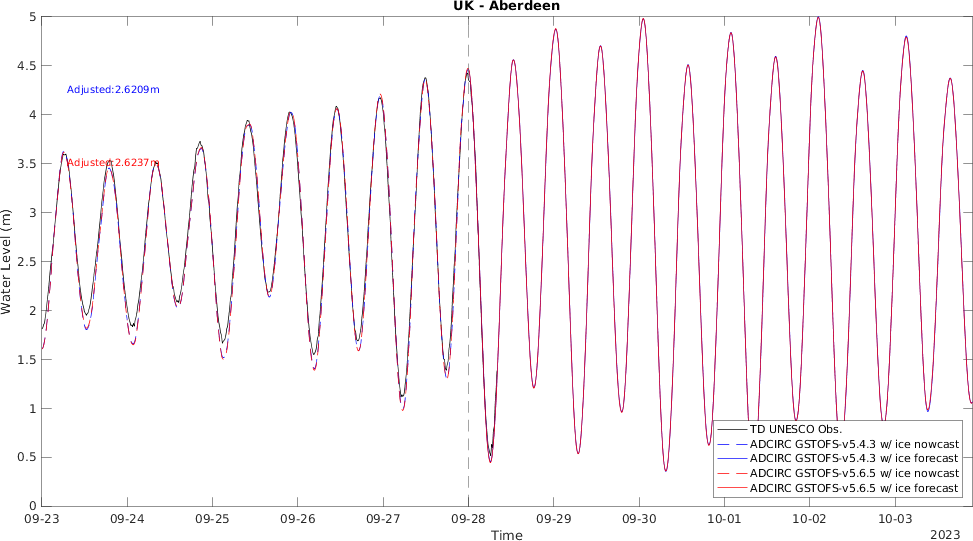 UK - Aberdeen
5
4.5
Adjusted:2.6209m
4
3.5
Adjusted:2.6237m
3
Water Level (m)
2.5
2
1.5
1
0.5
0
TD UNESCO Obs.
ADCIRC GSTOFS-v5.4.3 w/ ice nowcast
ADCIRC GSTOFS-v5.4.3 w/ ice forecast
ADCIRC GSTOFS-v5.6.5 w/ ice nowcast
ADCIRC GSTOFS-v5.6.5 w/ ice forecast
09-23 09-24 09-25 09-26 09-27 09-28 09-29 09-30 10-01 10-02 10-03
Time
2023